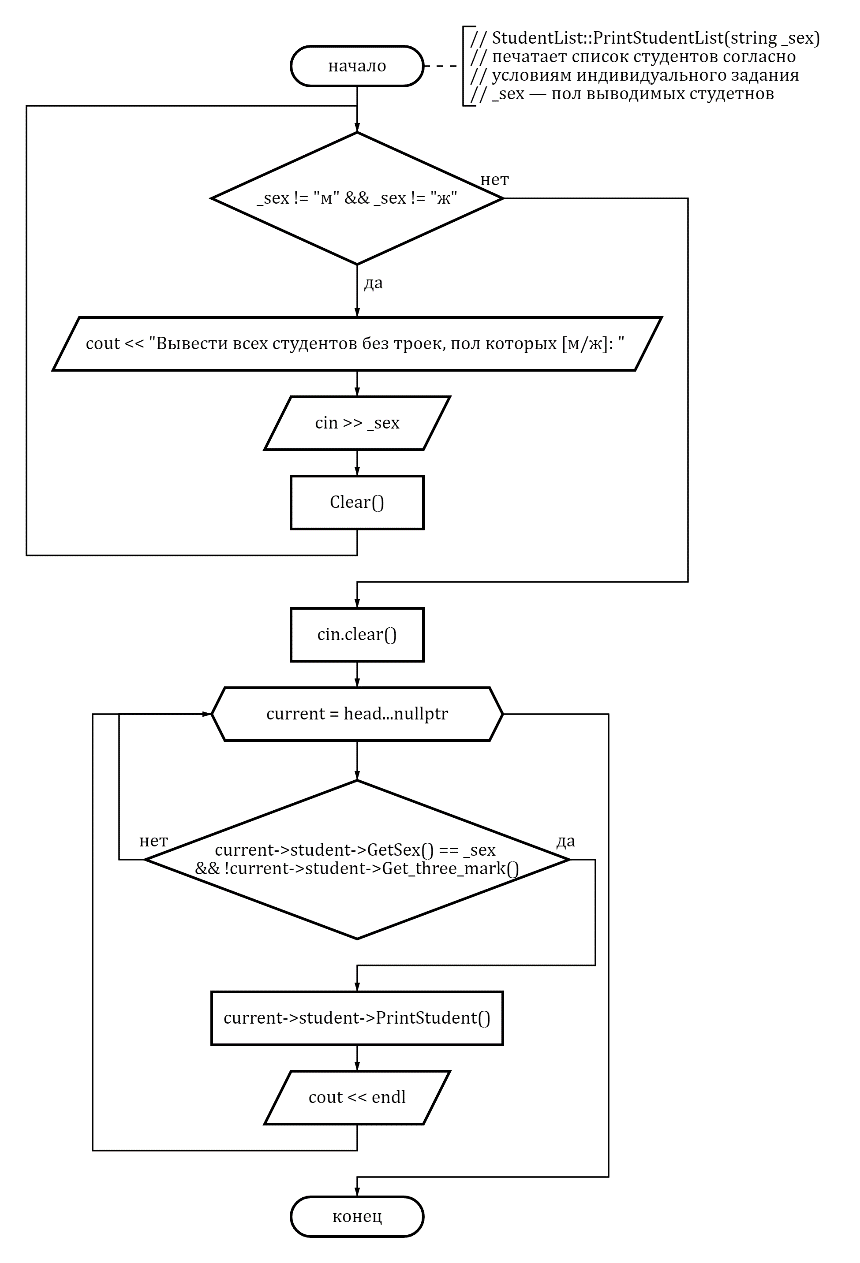 // StudentList::PrintStudentList(string _sex)
// печатает список студентов согласно
// условиям индивидуального задания
// _sex — пол выводимых студетнов
начало
нет
_sex != "м" && _sex != "ж"
да
cout << "Вывести всех студентов без троек, пол которых [м/ж]: "
cin >> _sex
Clear()
cin.clear()
current = head...nullptr
нет
да
current->student->GetSex() == _sex
&& !current->student->Get_three_mark()
current->student->PrintStudent()
cout << endl
конец